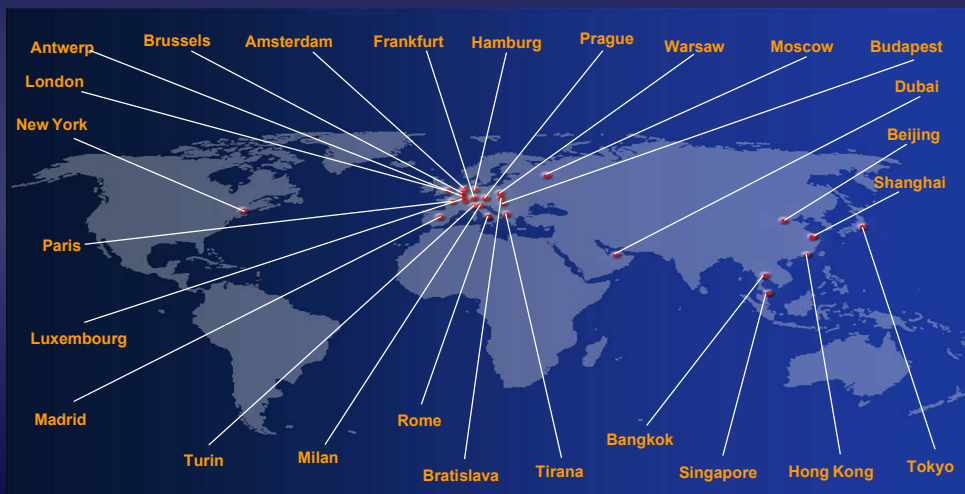 Antwerp
Brussels
Amsterdam
Frankfurt
Hamburg
Prague
Warsaw
Moscow
Budapest
London
Dubai
New York
Beijing
Shanghai
Paris
Luxembourg
Madrid
Rome
Turin
Milan
Bratislava
Tirana
Bangkok
Singapore
Hong Kong
Tokyo